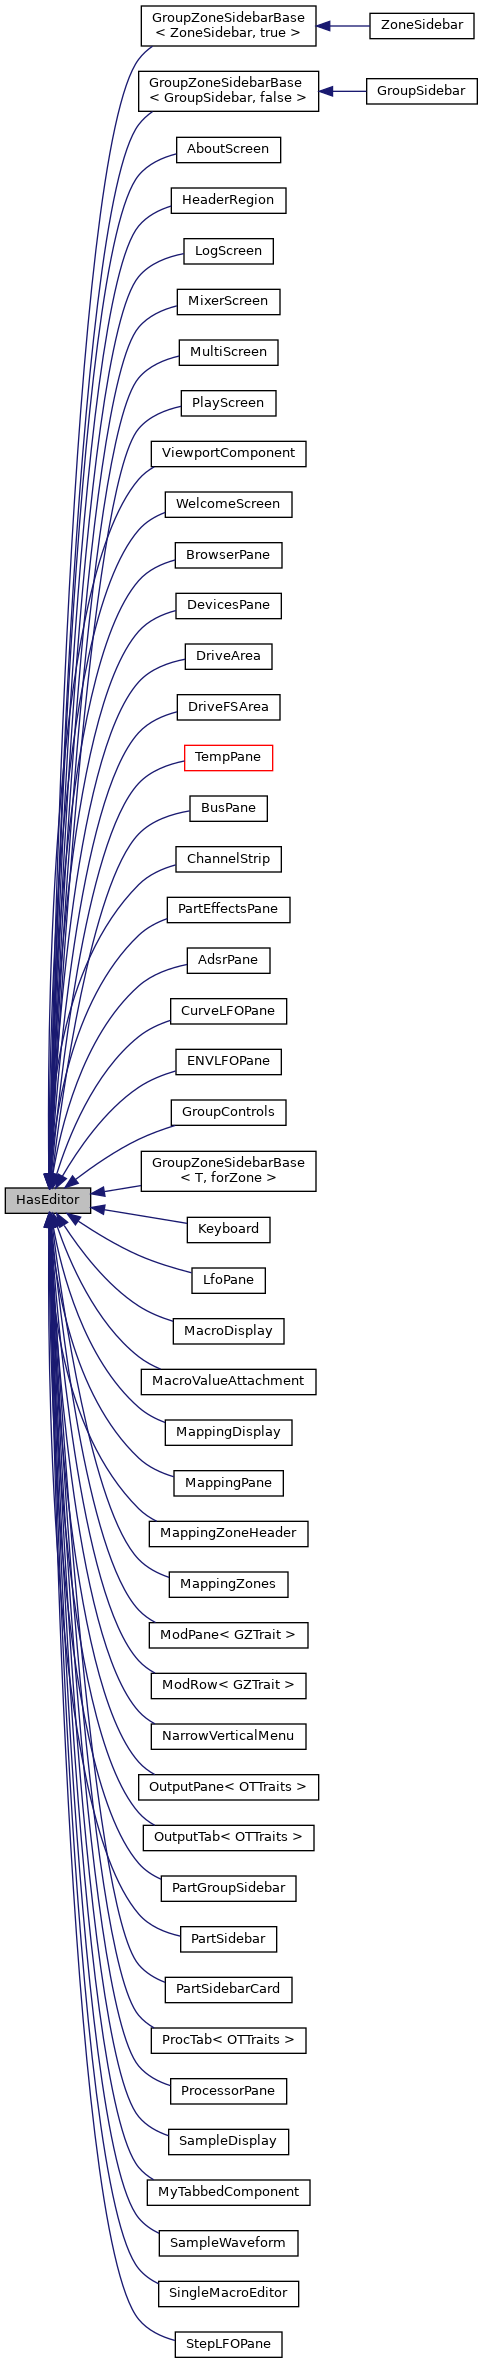 GroupZoneSidebarBase
< ZoneSidebar, true >
ZoneSidebar
GroupZoneSidebarBase
< GroupSidebar, false >
GroupSidebar
AboutScreen
HeaderRegion
LogScreen
MixerScreen
MultiScreen
PlayScreen
ViewportComponent
WelcomeScreen
BrowserPane
DevicesPane
DriveArea
DriveFSArea
TempPane
BusPane
ChannelStrip
PartEffectsPane
AdsrPane
CurveLFOPane
ENVLFOPane
GroupControls
GroupZoneSidebarBase
< T, forZone >
HasEditor
Keyboard
LfoPane
MacroDisplay
MacroValueAttachment
MappingDisplay
MappingPane
MappingZoneHeader
MappingZones
ModPane< GZTrait >
ModRow< GZTrait >
NarrowVerticalMenu
OutputPane< OTTraits >
OutputTab< OTTraits >
PartGroupSidebar
PartSidebar
PartSidebarCard
ProcTab< OTTraits >
ProcessorPane
SampleDisplay
MyTabbedComponent
SampleWaveform
SingleMacroEditor
StepLFOPane